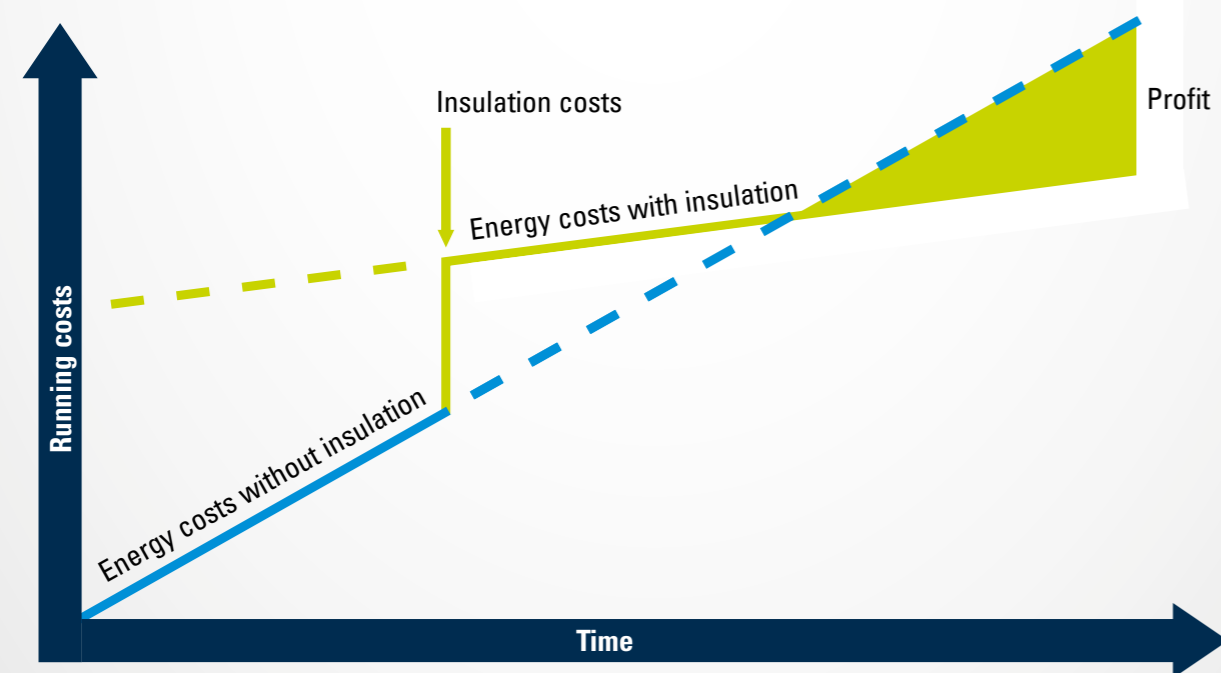 Insulation costs
Profit
Energy costs with insulation
Running costs
Energy costs without insulation
Time